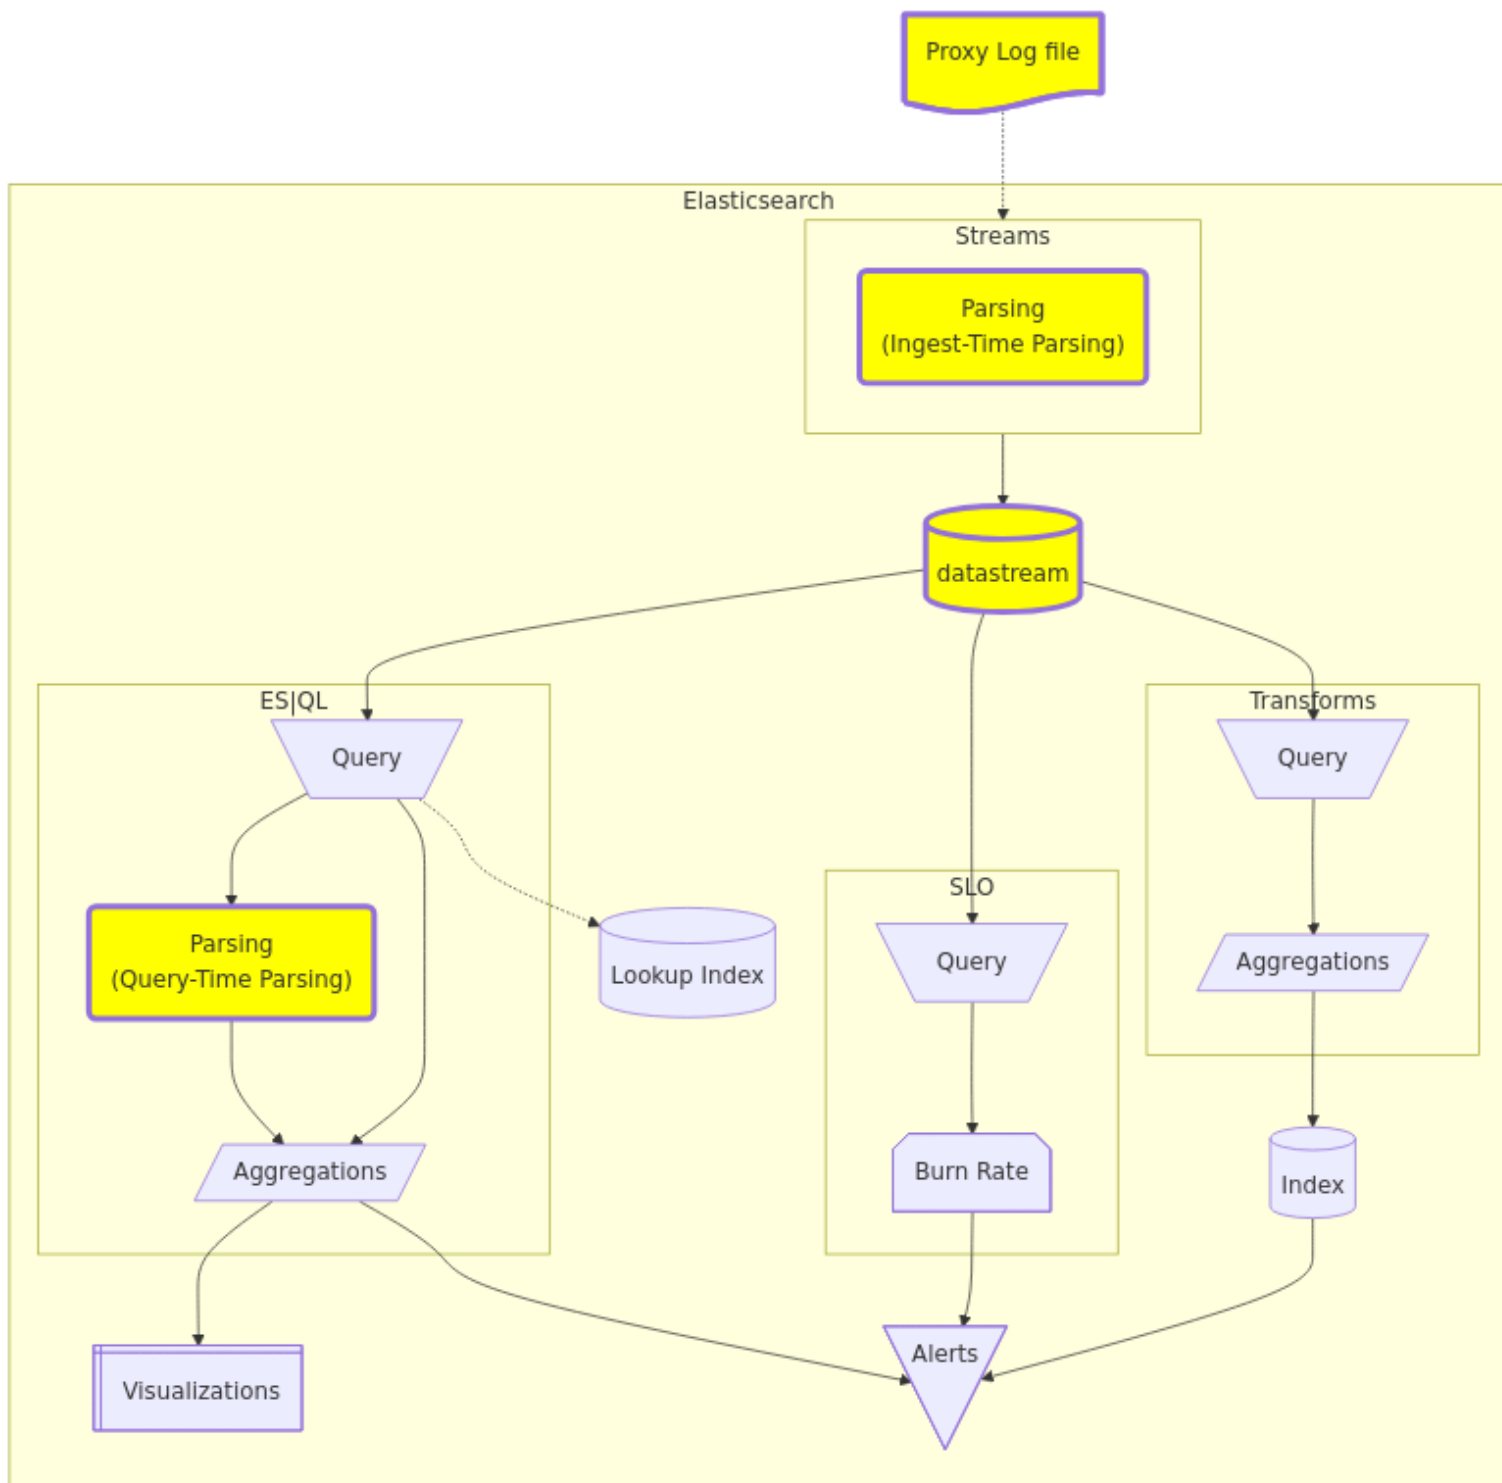 Proxy Log file
Elasticsearch
Streams
Parsing
(Ingest-Time Parsing)
datastream
ES|QL
Transforms
Query
Query
SLO
Parsing
(Query-Time Parsing)
Lookup Index
Query
Aggregations
Aggregations
Burn Rate
Index
Alerts
Visualizations